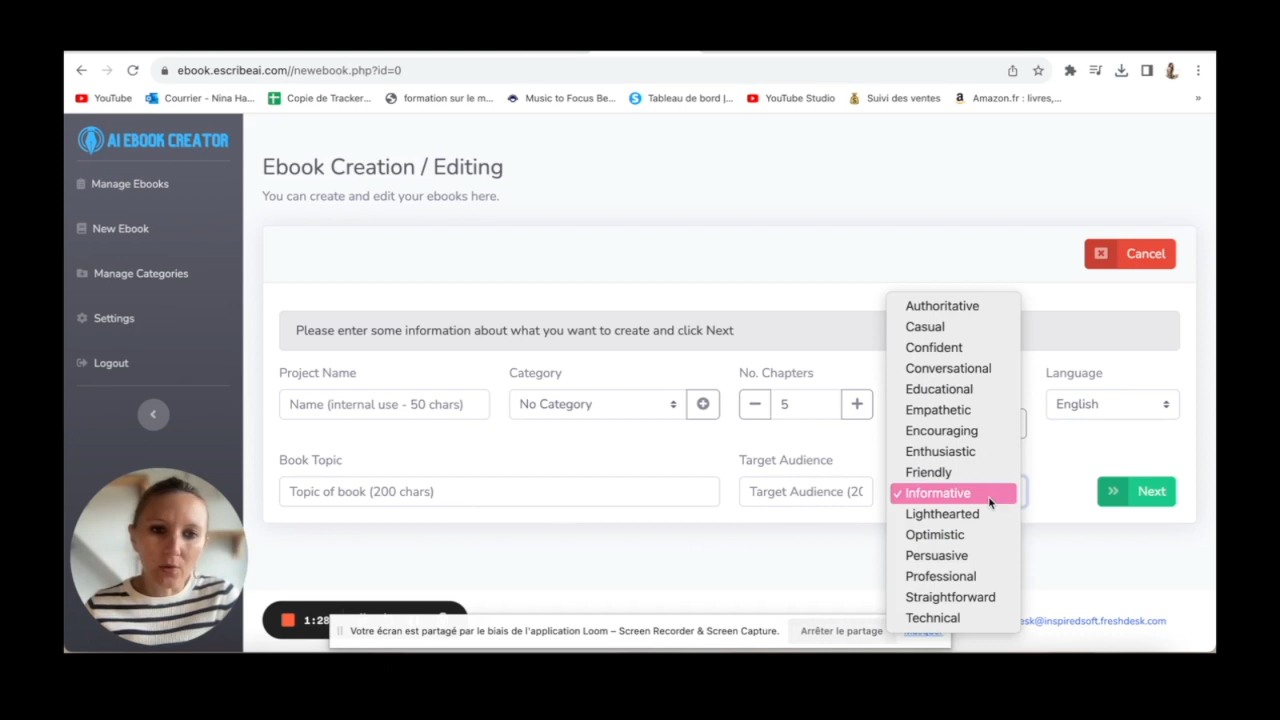 ebook.escribeai.com//newebook.php?id=0
YouTube
Courrier - Nina Ha...
Copie de Tracker...
formation sur le m...
Music to Focus Be...
Tableau de bord |...
YouTube Studio
Suivi des ventes
Amazon.fr : livres,...
»
AI EBOOK CREATOR
Manage Ebooks
New Ebook
Manage Categories
Settings
Logout
Ebook Creation / Editing
You can create and edit your ebooks here.
Cancel
Please enter some information about what you want to create and click Next
Project Name
Name (internal use - 50 chars)
Category
No Category
No. Chapters
5
Language
English
Book Topic
Topic of book (200 chars)
Target Audience
Target Audience (20
Authoritative
Casual
Confident
Conversational
Educational
Empathetic
Encouraging
Enthusiastic
Friendly
✓ Informative
Lighthearted
Optimistic
Persuasive
Professional
Straightforward
Technical
Next
1:28
Votre écran est partagé par le biais de l'application Loom – Screen Recorder & Screen Capture.
Arrêter le partage
esk@inspiredsoft.freshdesk.com